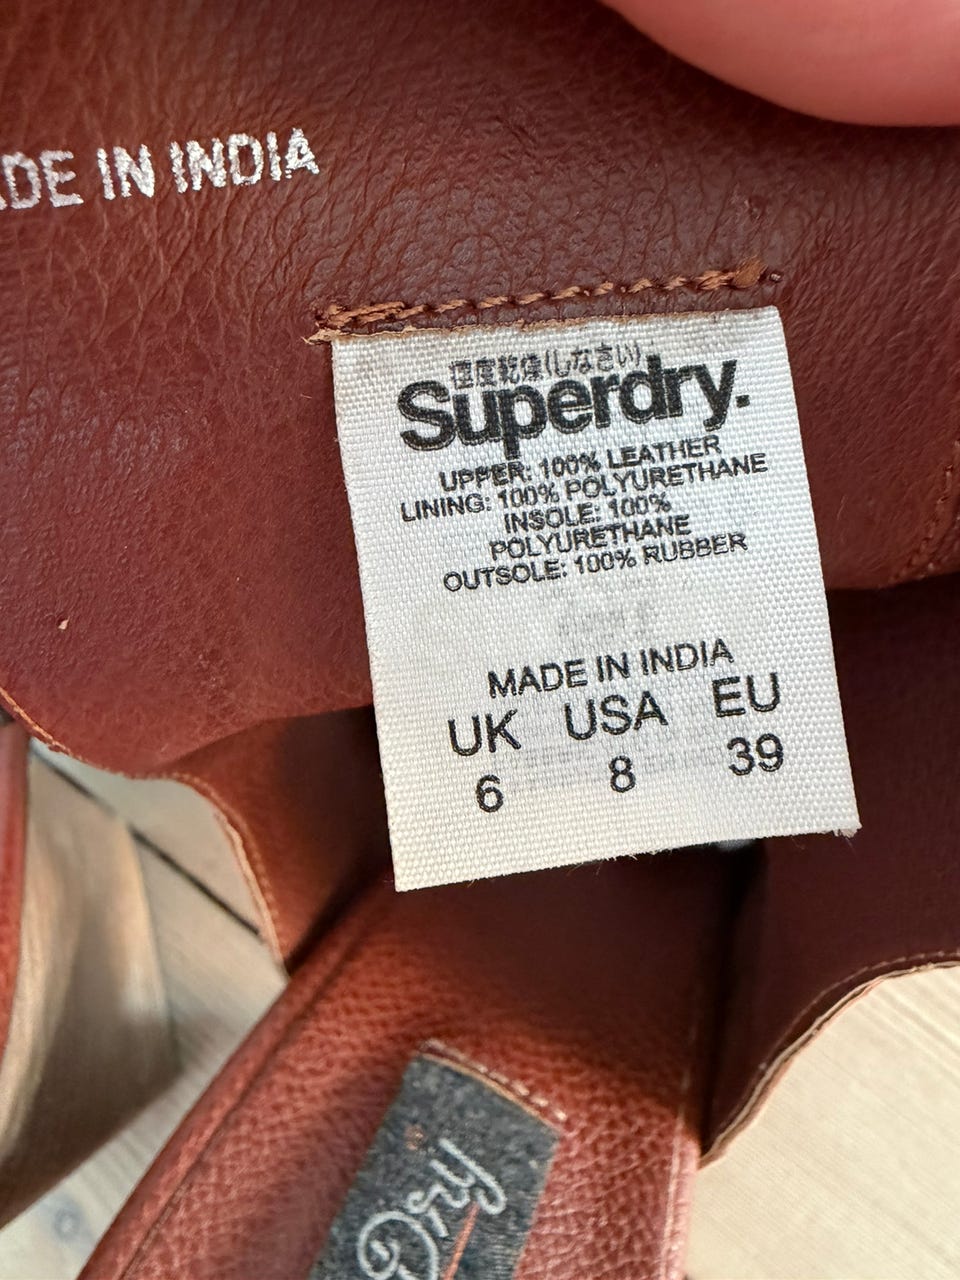 ADE IN INDIA
極度乾燥(しなさい)
Superdry.
UPPER: 100% LEATHER
LINING: 100% POLYURETHANE
INSOLE: 100%
POLYURETHANE
OUTSOLE: 100% RUBBER
MADE IN INDIA
UK USA EU
6 8 39
Dry